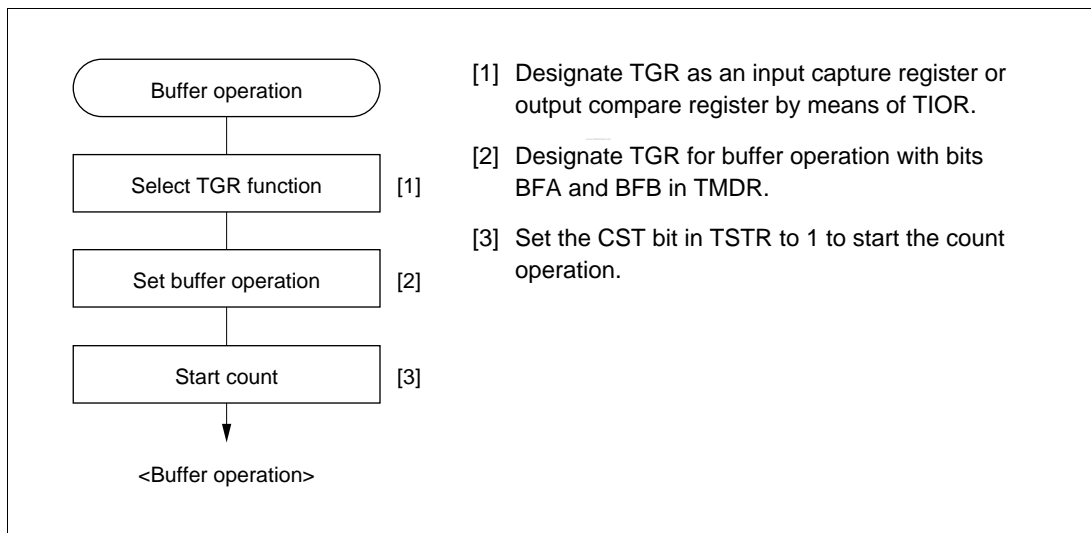 Buffer operation
Select TGR function [1]
Set buffer operation [2]
Start count [3]
<Buffer operation>
[1] Designate TGR as an input capture register or
output compare register by means of TIOR.
[2] Designate TGR for buffer operation with bits
BFA and BFB in TMDR.
[3] Set the CST bit in TSTR to 1 to start the count
operation.